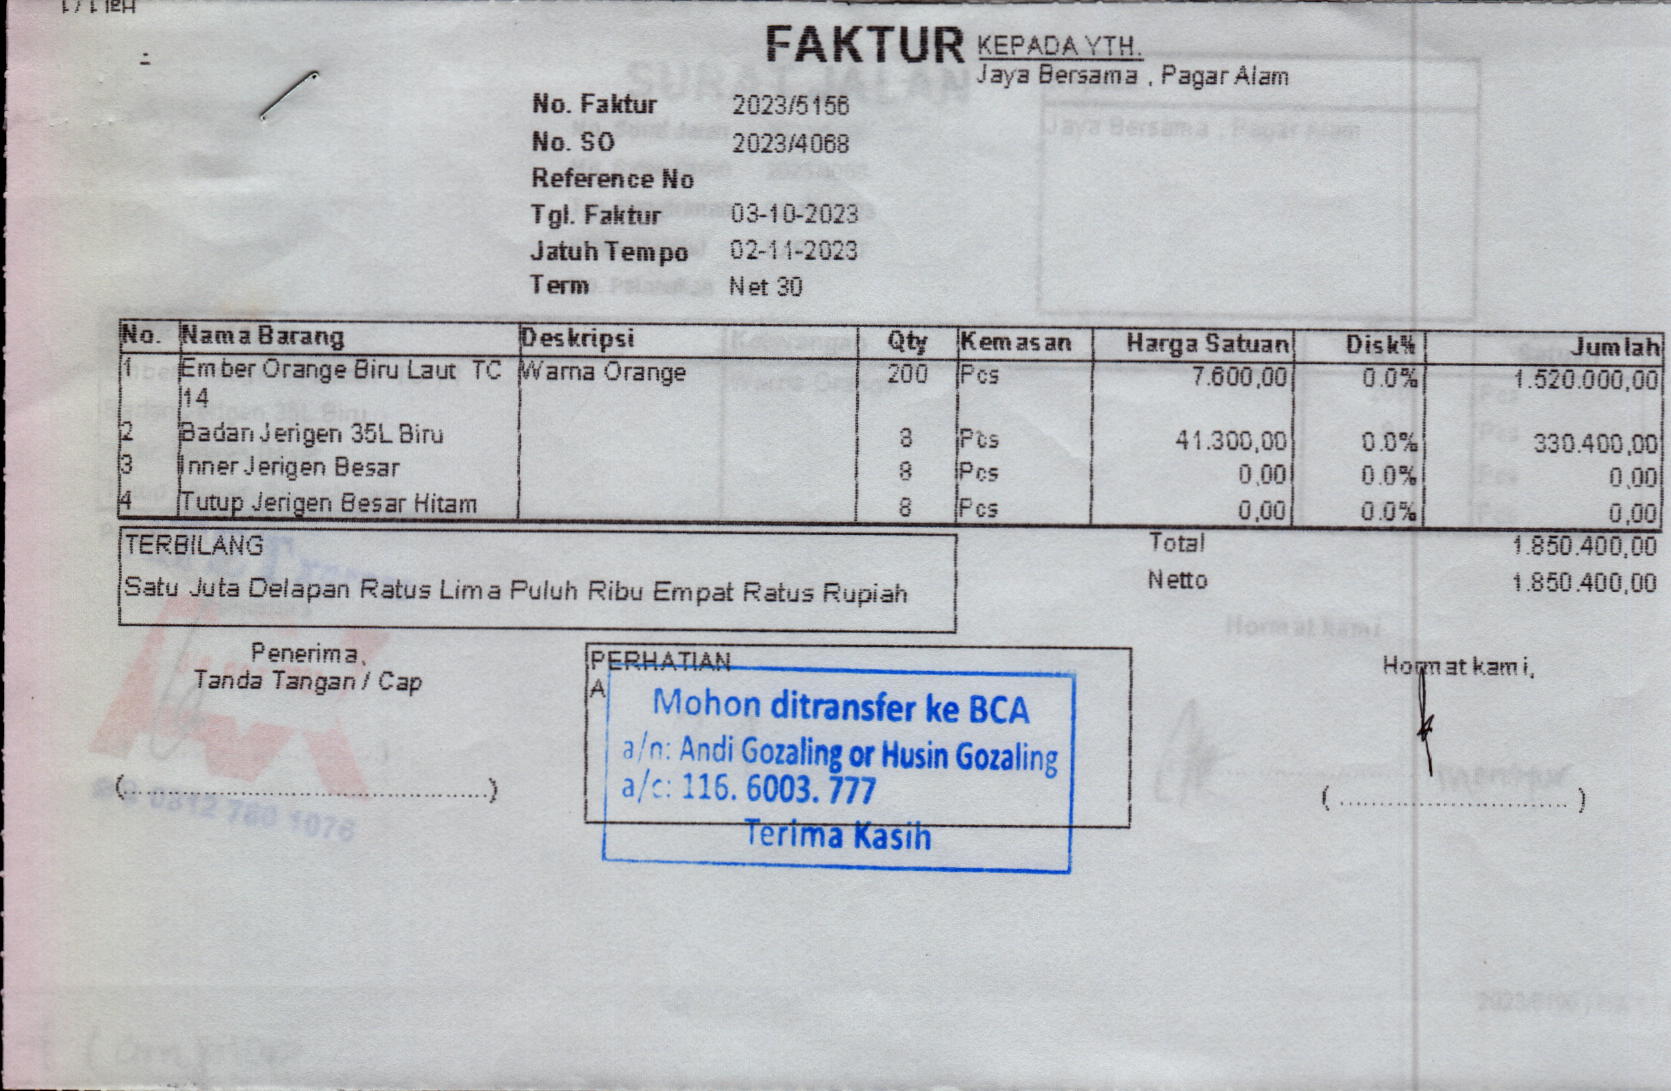 Hal 1 / 1
FAKTUR
KEPADA YTH.
Jaya Bersama , Pagar Alam
No. Faktur 2023/5156
No. SO 2023/4068
Reference No
Tgl. Faktur 03-10-2023
Jatuh Tempo 02-11-2023
Term Net 30
No. Nama Barang Deskripsi Qty Kemasan Harga Satuan Disk% Jumlah
1 Ember Orange Biru Laut TC Warna Orange 200 Pcs 7.600,00 0.0% 1.520.000,00
14
2 Badan Jerigen 35L Biru 8 Pcs 41.300,00 0.0% 330.400,00
3 Inner Jerigen Besar 8 Pcs 0,00 0.0% 0,00
4 Tutup Jerigen Besar Hitam 8 Pcs 0,00 0.0% 0,00
TERBILANG
Satu Juta Delapan Ratus Lima Puluh Ribu Empat Ratus Rupiah
Total 1.850.400,00
Netto 1.850.400,00
Penerima,
Tanda Tangan / Cap
(..............................)
PERHATIAN
A
Mohon ditransfer ke BCA
a/n: Andi Gozaling or Husin Gozaling
a/c: 116. 6003. 777
Terima Kasih
Hormat kami,
(..............................)
0812 780 1076